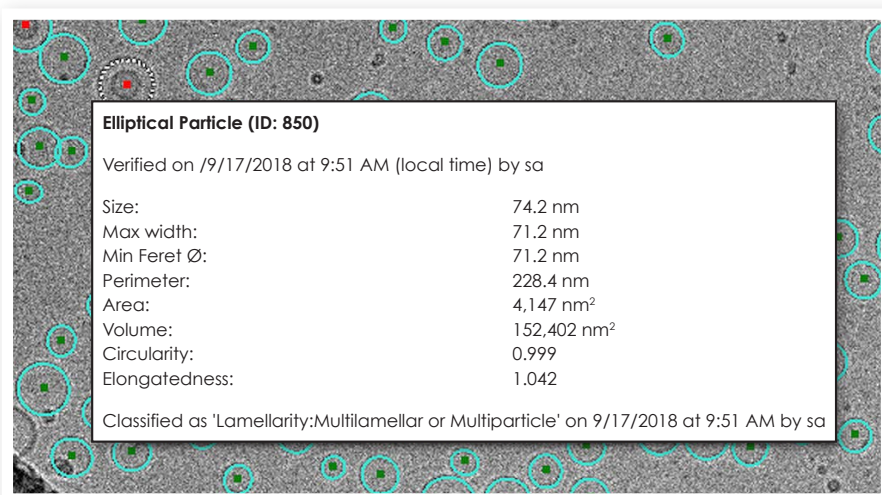 Elliptical Particle (ID: 850)
Verified on /9/17/2018 at 9:51 AM (local time) by sa
Size: 74.2 nm
Max width: 71.2 nm
Min Feret Ø: 71.2 nm
Perimeter: 228.4 nm
Area: 4,147 nm²
Volume: 152,402 nm²
Circularity: 0.999
Elongatedness: 1.042
Classified as 'Lamellarity:Multilamellar or Multiparticle' on 9/17/2018 at 9:51 AM by sa